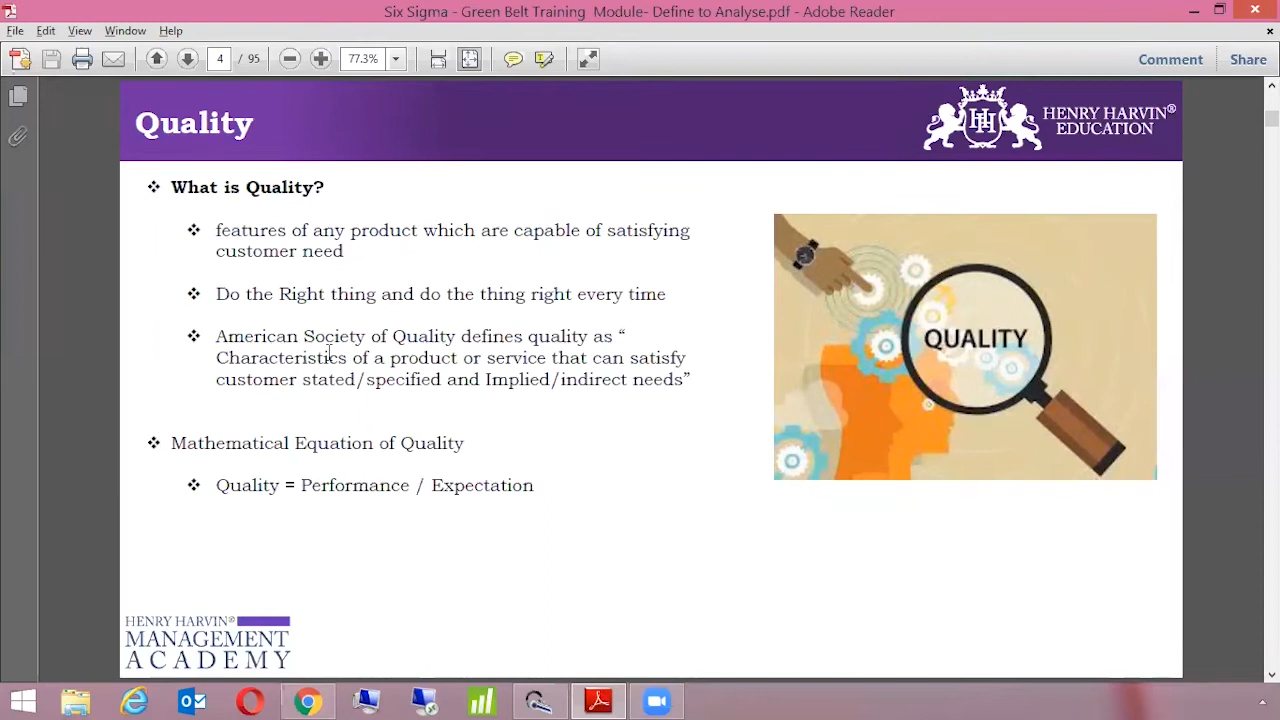 Six Sigma - Green Belt Training  Module- Define to Analyse.pdf - Adobe Reader
File Edit View Window Help
4 / 95 77.3% Comment Share
Quality
HENRY HARVIN®
EDUCATION
What is Quality?
features of any product which are capable of satisfying
customer need
Do the Right thing and do the thing right every time
American Society of Quality defines quality as “
Characteristics of a product or service that can satisfy
customer stated/specified and Implied/indirect needs”
QUALITY
Mathematical Equation of Quality
Quality = Performance / Expectation
HENRY HARVIN®
MANAGEMENT
ACADEMY